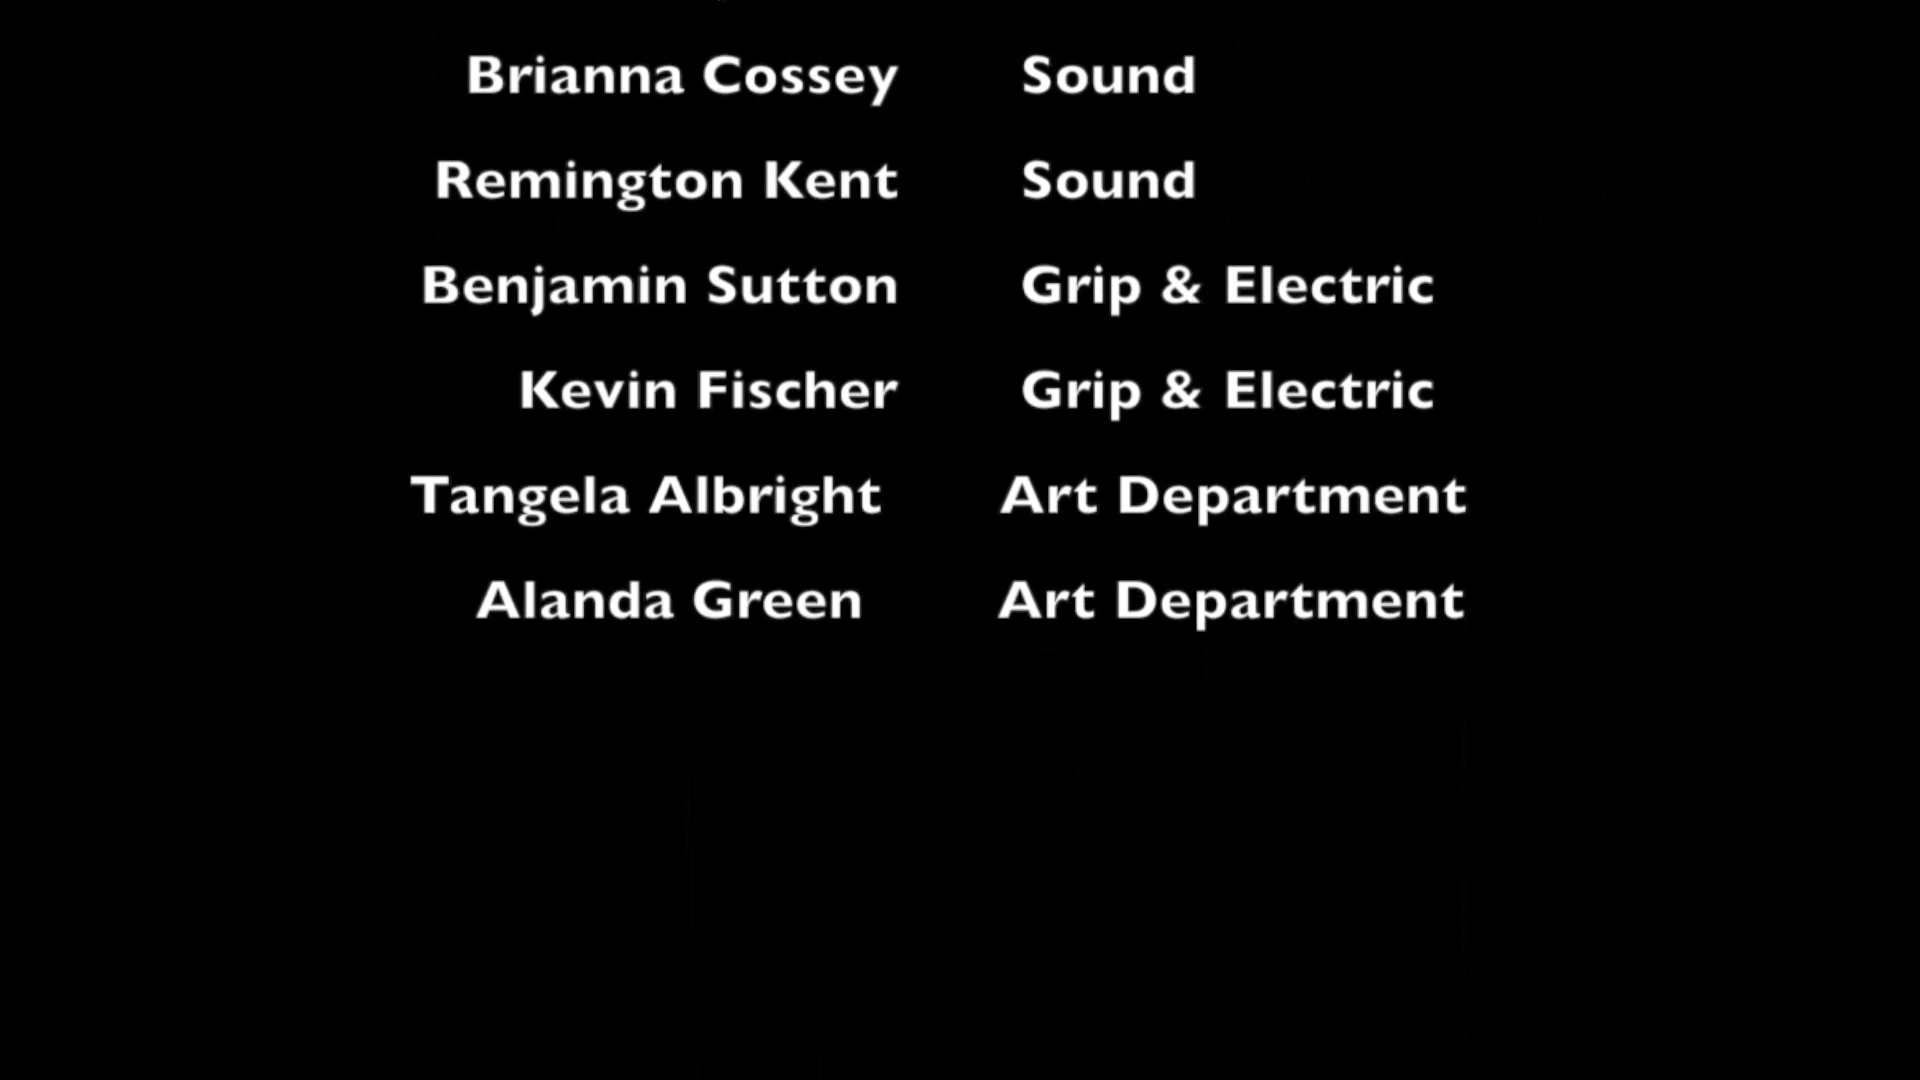 Brianna Cossey Sound
Remington Kent Sound
Benjamin Sutton Grip & Electric
Kevin Fischer Grip & Electric
Tangela Albright Art Department
Alanda Green Art Department